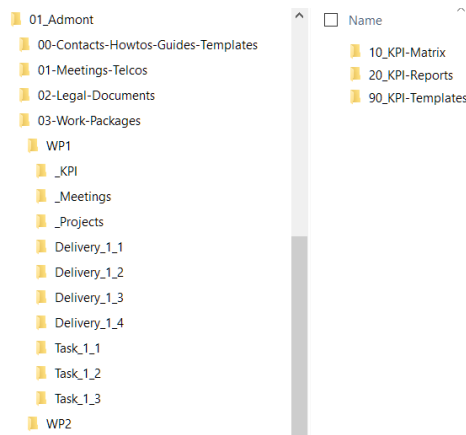 01_Admont
00-Contacts-Howtos-Guides-Templates
01-Meetings-Telcos
02-Legal-Documents
03-Work-Packages
WP1
_KPI
_Meetings
_Projects
Delivery_1_1
Delivery_1_2
Delivery_1_3
Delivery_1_4
Task_1_1
Task_1_2
Task_1_3
WP2
Name
10_KPI-Matrix
20_KPI-Reports
90_KPI-Templates